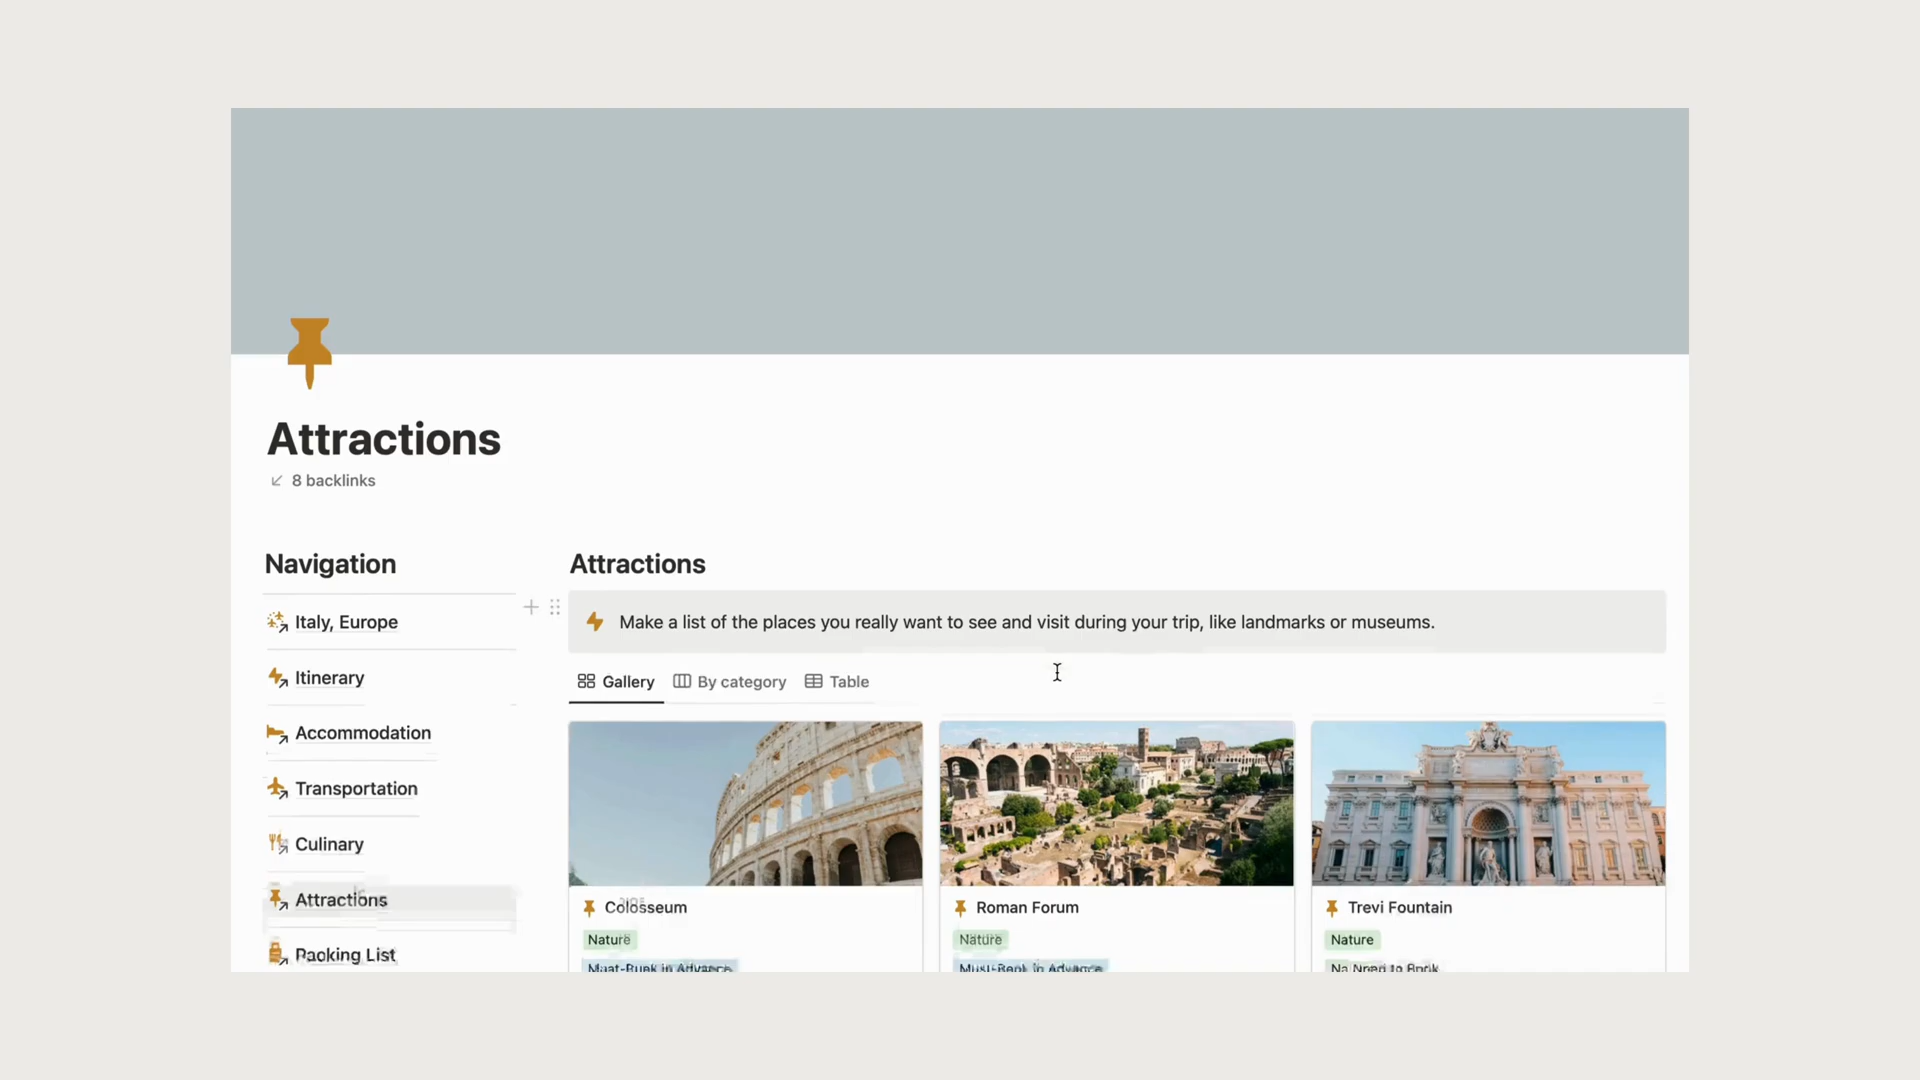 Attractions
8 backlinks
Navigation
Italy, Europe
Itinerary
Accommodation
Transportation
Culinary
Attractions
Packing List
Attractions
Make a list of the places you really want to see and visit during your trip, like landmarks or museums.
Gallery By category Table
Colosseum
Nature
Roman Forum
Nature
Trevi Fountain
Nature